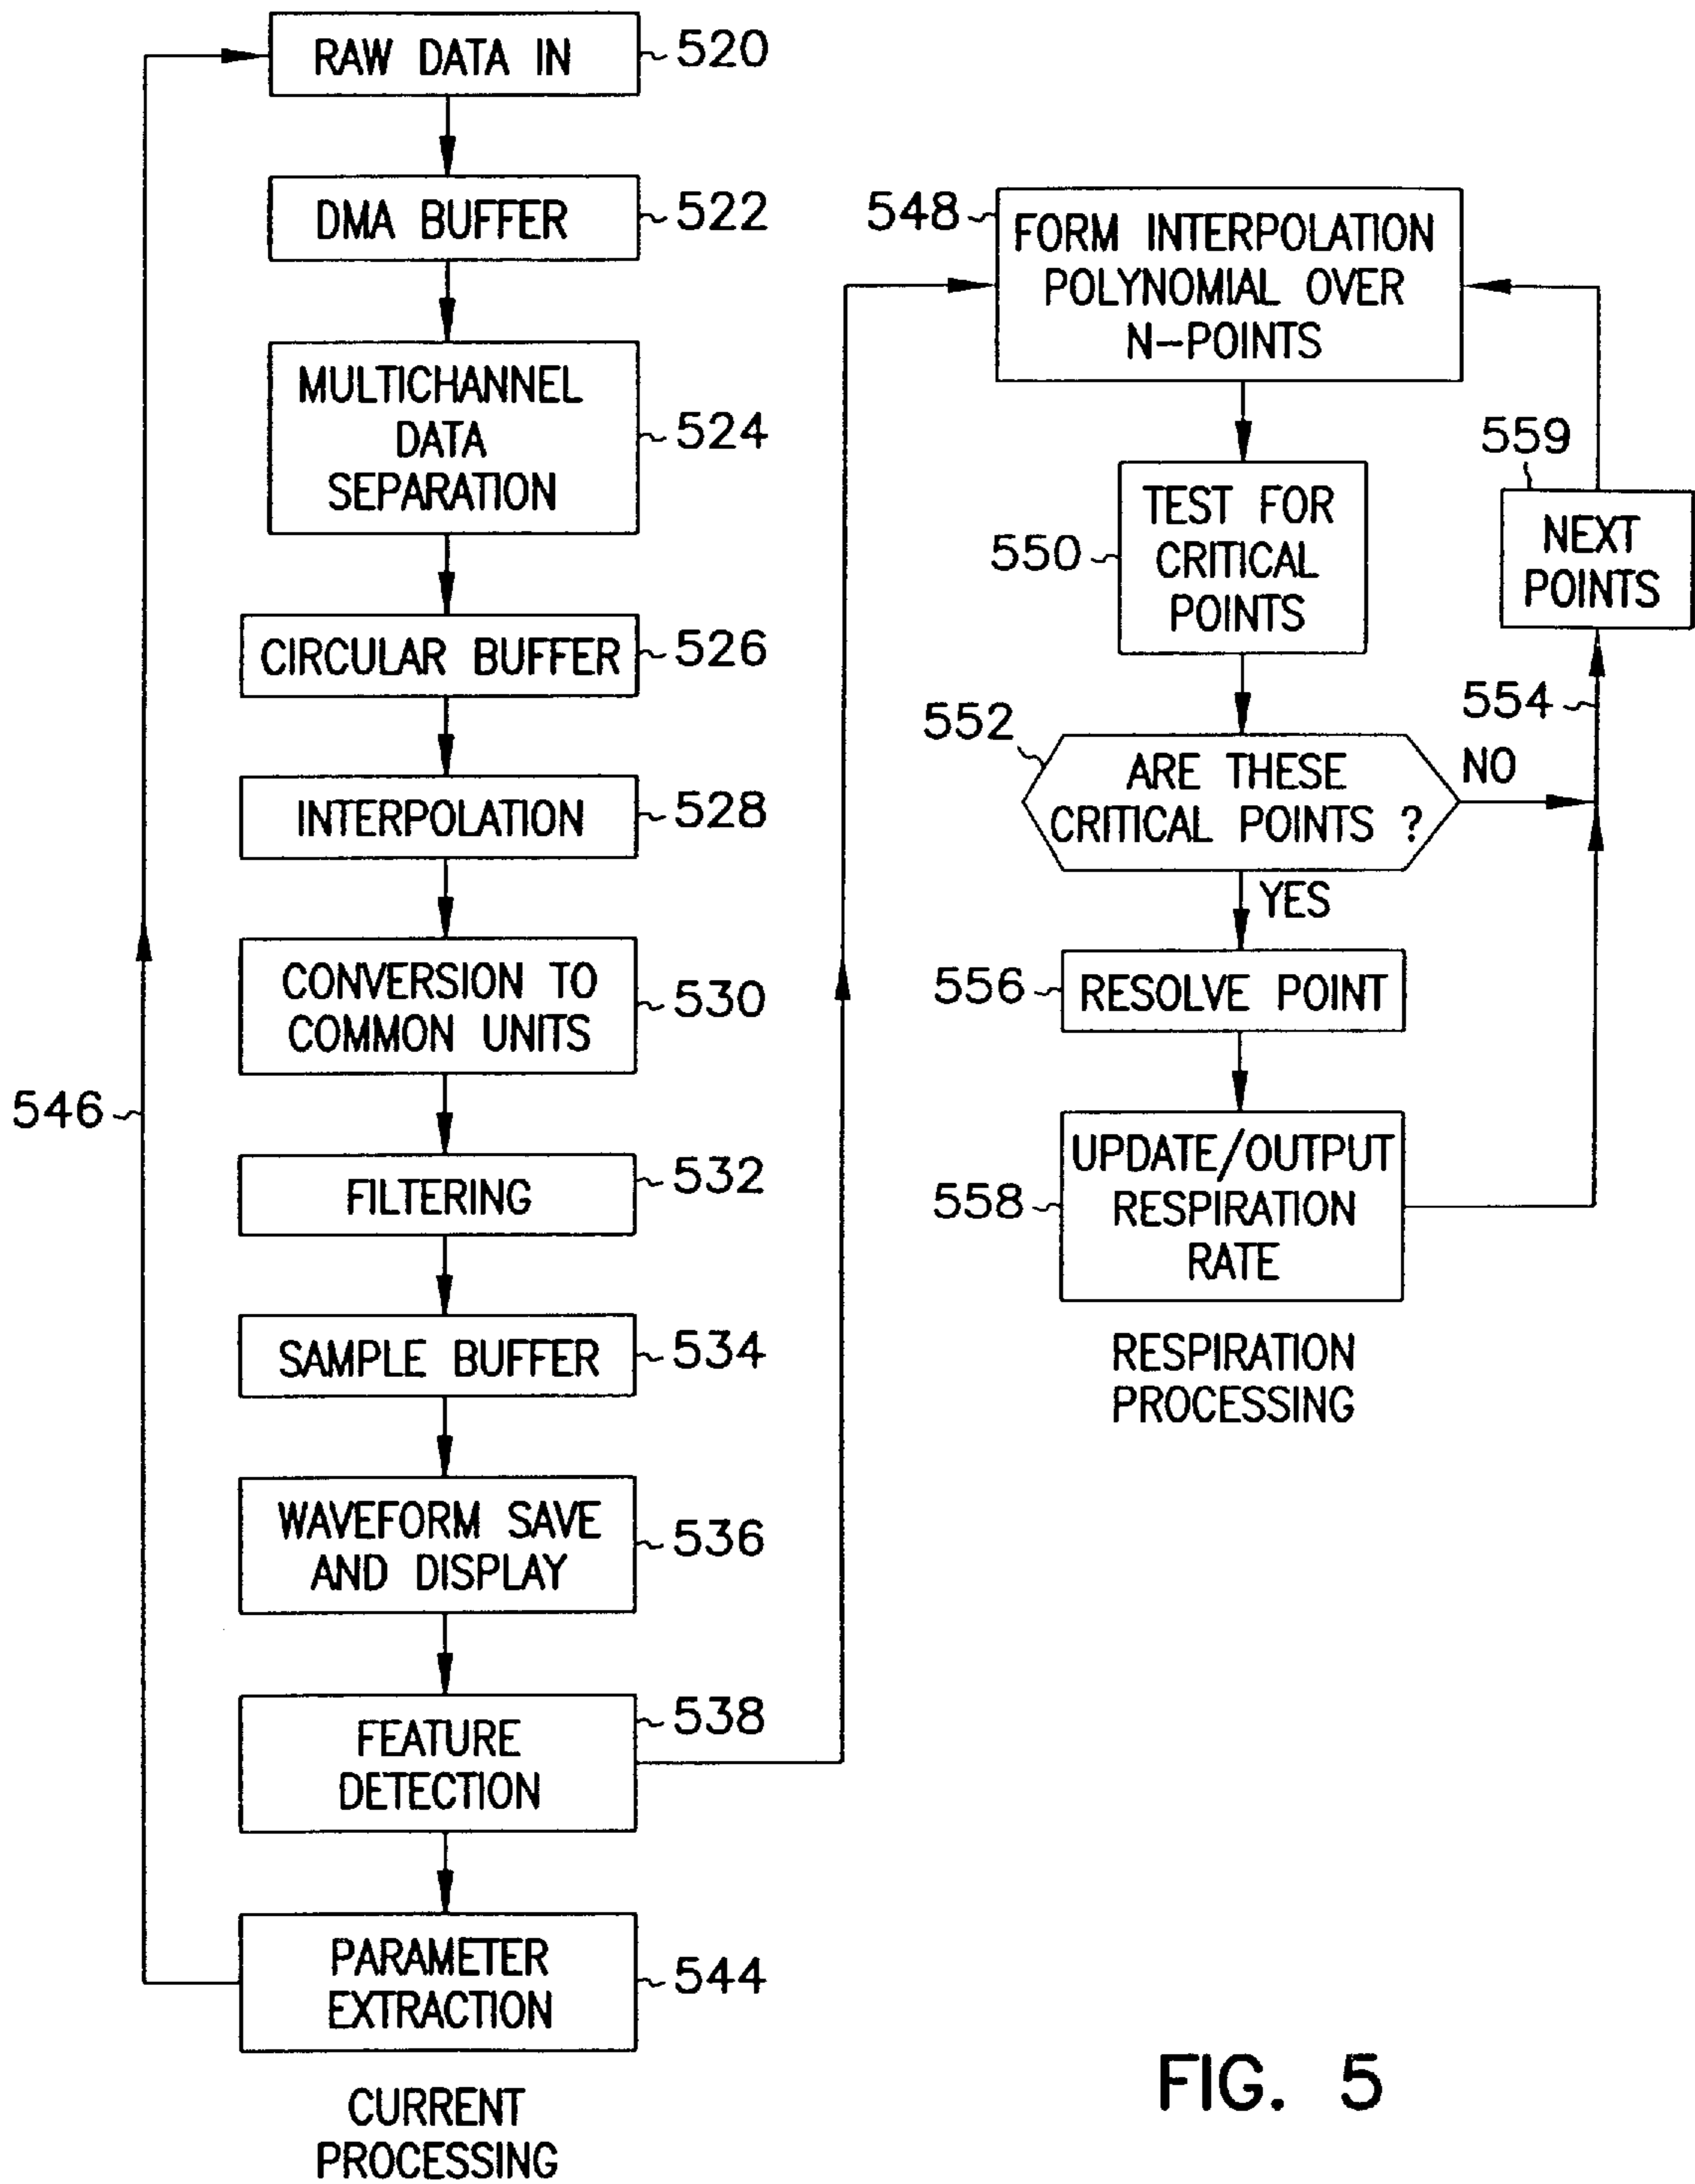 RAW DATA IN
520
DMA BUFFER
522
MULTICHANNEL
DATA
SEPARATION
524
CIRCULAR BUFFER
526
INTERPOLATION
528
CONVERSION TO
COMMON UNITS
530
FILTERING
532
SAMPLE BUFFER
534
WAVEFORM SAVE
AND DISPLAY
536
FEATURE
DETECTION
538
PARAMETER
EXTRACTION
544
546
CURRENT
PROCESSING
548
FORM INTERPOLATION
POLYNOMIAL OVER
N-POINTS
550
TEST FOR
CRITICAL
POINTS
552
ARE THESE
CRITICAL POINTS ?
NO
YES
554
559
NEXT
POINTS
556
RESOLVE POINT
558
UPDATE/OUTPUT
RESPIRATION
RATE
RESPIRATION
PROCESSING
FIG. 5